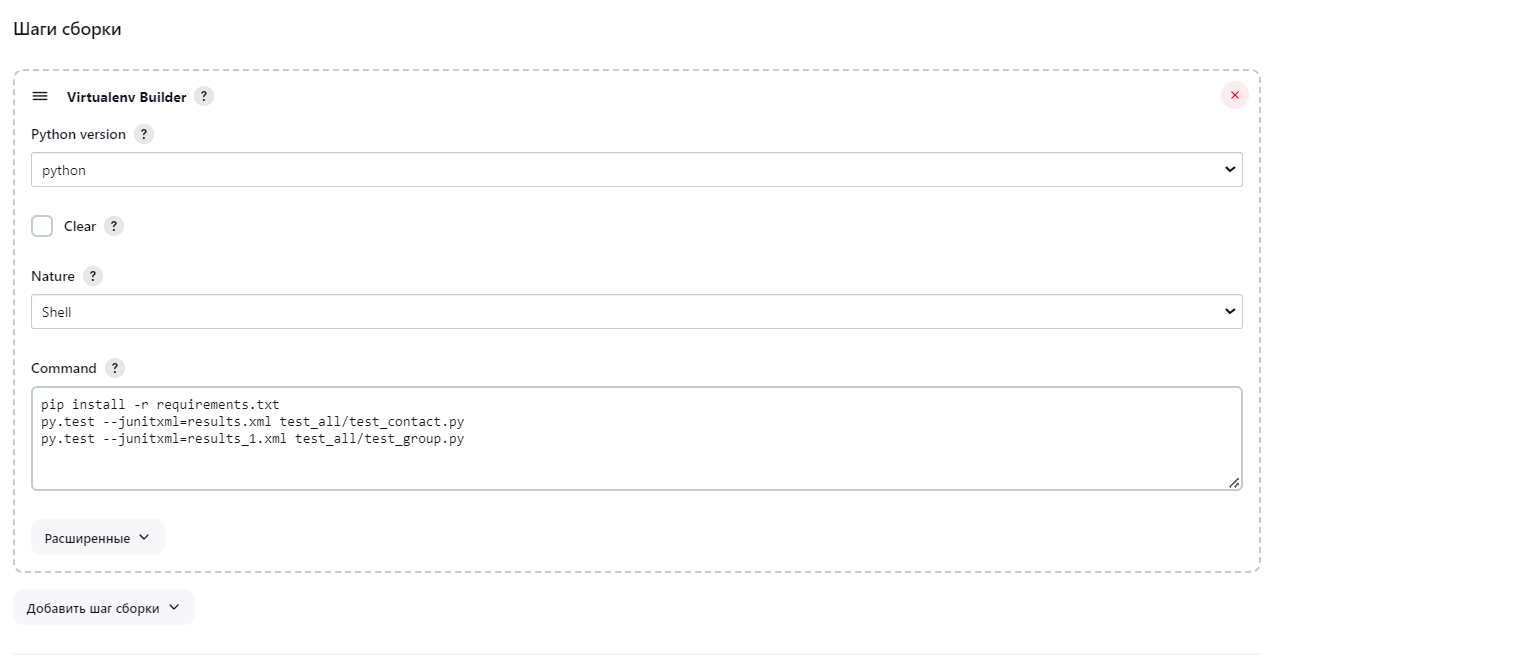 Шаги сборки
Virtualenv Builder ?
Python version ?
python
Clear ?
Nature ?
Shell
Command ?
pip install -r requirements.txt
py.test --junitxml=results.xml test_all/test_contact.py
py.test --junitxml=results_1.xml test_all/test_group.py
Расширенные
Добавить шаг сборки